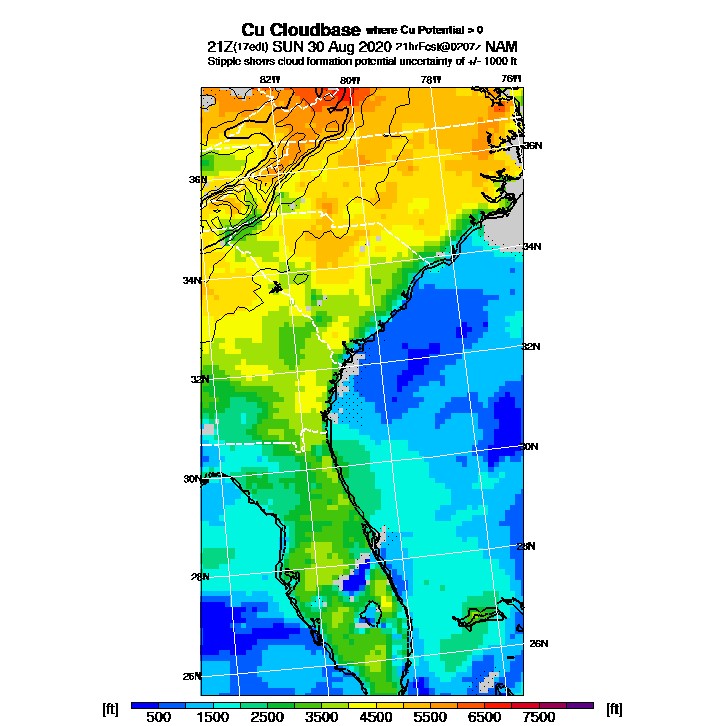 Cu Cloudbase where Cu Potential > 0
21Z(17edt) SUN 30 Aug 2020 21hrFcst@0207z NAM
Stipple shows cloud formation potential uncertainty of +/- 1000 ft
82W 80W 78W 76W
36N
36N
34N
34N
32N
32N
30N
30N
28N
28N
26N
26N
[ft] [ft]
500 1500 2500 3500 4500 5500 6500 7500